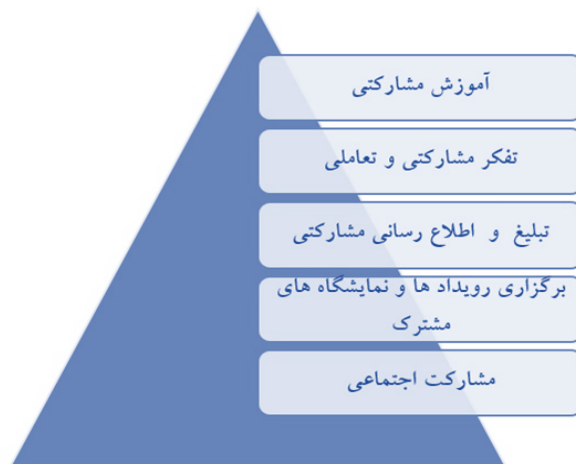 آموزش مشارکتی
تفکر مشارکتی و تعاملی
تبلیغ و اطلاع رسانی مشارکتی
برگزاری رویداد ها و نمایشگاه های
مشترک
مشارکت اجتماعی